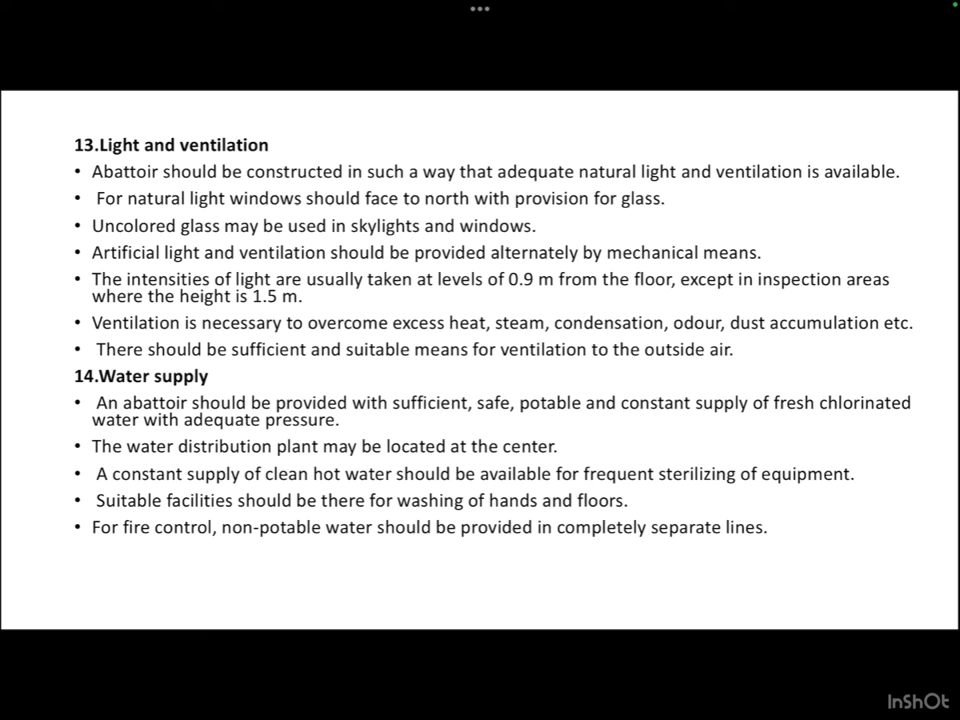 13.Light and ventilation
• Abattoir should be constructed in such a way that adequate natural light and ventilation is available.
• For natural light windows should face to north with provision for glass.
• Uncolored glass may be used in skylights and windows.
• Artificial light and ventilation should be provided alternately by mechanical means.
• The intensities of light are usually taken at levels of 0.9 m from the floor, except in inspection areas
where the height is 1.5 m.
• Ventilation is necessary to overcome excess heat, steam, condensation, odour, dust accumulation etc.
• There should be sufficient and suitable means for ventilation to the outside air.
14.Water supply
• An abattoir should be provided with sufficient, safe, potable and constant supply of fresh chlorinated
water with adequate pressure.
• The water distribution plant may be located at the center.
• A constant supply of clean hot water should be available for frequent sterilizing of equipment.
• Suitable facilities should be there for washing of hands and floors.
• For fire control, non-potable water should be provided in completely separate lines.
InShOt